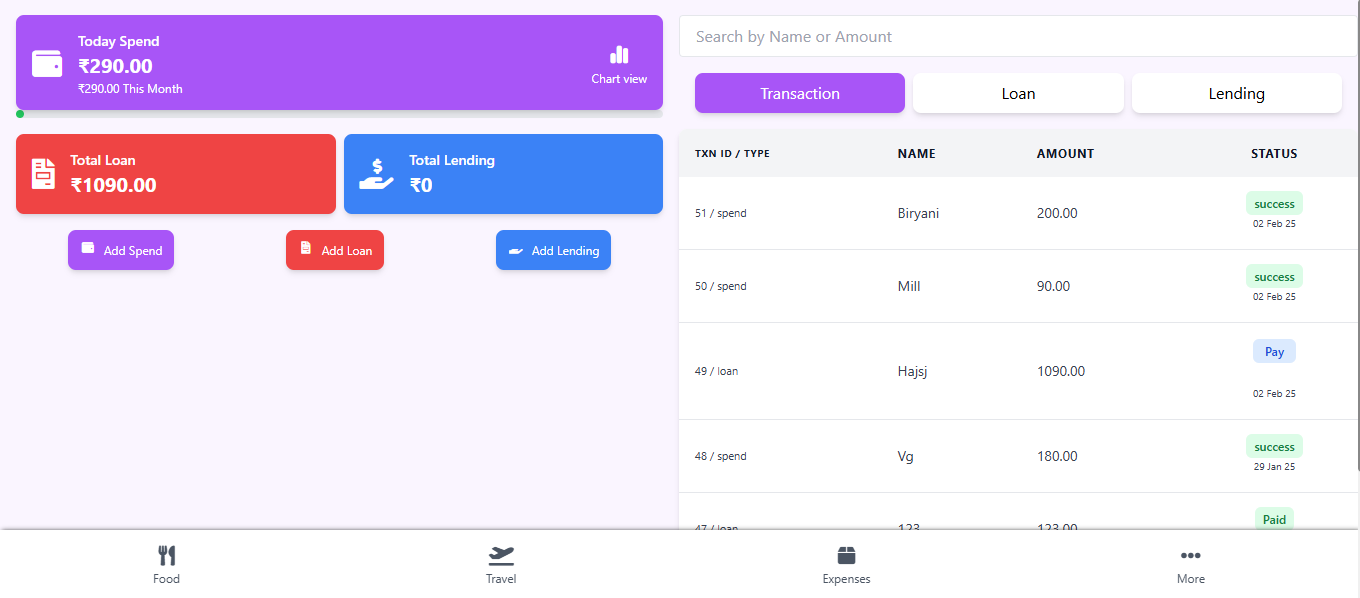 Today Spend
₹290.00
₹290.00 This Month
Chart view
Total Loan
₹1090.00
Total Lending
₹0
Add Spend
Add Loan
Add Lending
Search by Name or Amount
Transaction
Loan
Lending
TXN ID / TYPE NAME AMOUNT STATUS
51 / spend Biryani 200.00 success
02 Feb 25
50 / spend Mill 90.00 success
02 Feb 25
49 / loan Hajsj 1090.00 Pay
02 Feb 25
48 / spend Vg 180.00 success
29 Jan 25
47 / loan 123 123.00 Paid
Food
Travel
Expenses
More